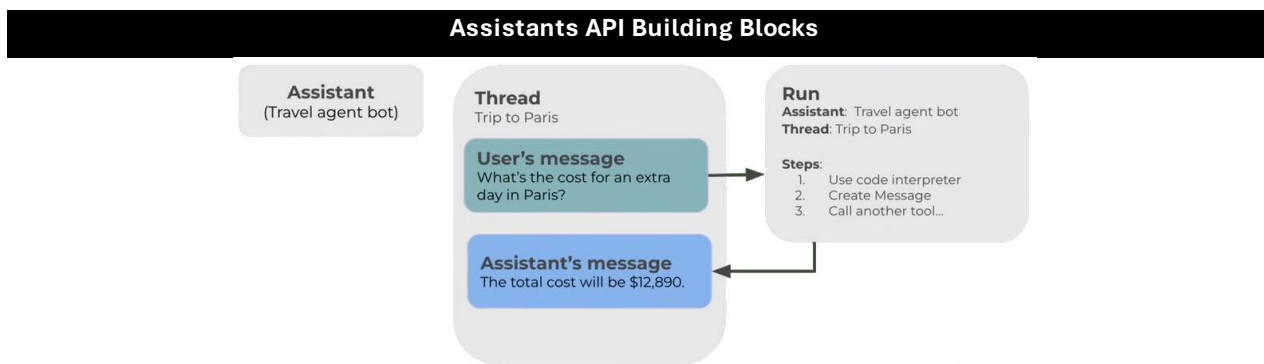 Assistants API Building Blocks
Assistant
(Travel agent bot)
Thread
Trip to Paris
User's message
What's the cost for an extra
day in Paris?
Assistant's message
The total cost will be $12,890.
Run
Assistant: Travel agent bot
Thread: Trip to Paris
Steps:
1. Use code interpreter
2. Create Message
3. Call another tool...